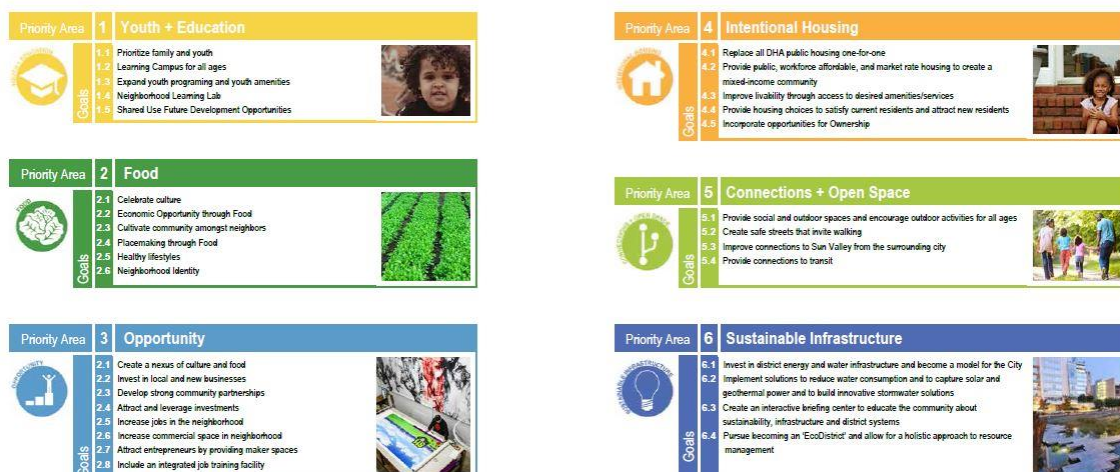 Priority Area 1 Youth + Education
Goals
1.1 Prioritize family and youth
1.2 Learning Campus for all ages
1.3 Expand youth programing and youth amenities
1.4 Neighborhood Learning Lab
1.5 Shared Use Future Development Opportunities
Priority Area 2 Food
FOOD
Goals
2.1 Celebrate culture
2.2 Economic Opportunity through Food
2.3 Cultivate community amongst neighbors
2.4 Placemaking through Food
2.5 Healthy lifestyles
2.6 Neighborhood Identity
Priority Area 3 Opportunity
OPPORTUNITY
Goals
2.1 Create a nexus of culture and food
2.2 Invest in local and new businesses
2.3 Develop strong community partnerships
2.4 Attract and leverage investments
2.5 Increase jobs in the neighborhood
2.6 Increase commercial space in neighborhood
2.7 Attract entrepreneurs by providing maker spaces
2.8 Include an integrated job training facility
Priority Area 4 Intentional Housing
Goals
4.1 Replace all DHA public housing one-for-one
4.2 Provide public, workforce affordable, and market rate housing to create a
mixed-income community
4.3 Improve livability through access to desired amenities/services
4.4 Provide housing choices to satisfy current residents and attract new residents
4.5 Incorporate opportunities for Ownership
Priority Area 5 Connections + Open Space
Goals
5.1 Provide social and outdoor spaces and encourage outdoor activities for all ages
5.2 Create safe streets that invite walking
5.3 Improve connections to Sun Valley from the surrounding city
5.4 Provide connections to transit
Priority Area 6 Sustainable Infrastructure
SUSTAINABLE INFRASTRUCTURE
Goals
6.1 Invest in district energy and water infrastructure and become a model for the City
6.2 Implement solutions to reduce water consumption and to capture solar and
geothermal power and to build innovative stormwater solutions
6.3 Create an interactive briefing center to educate the community about
sustainability, infrastructure and district systems
6.4 Pursue becoming an 'EcoDistrict' and allow for a holistic approach to resource
management